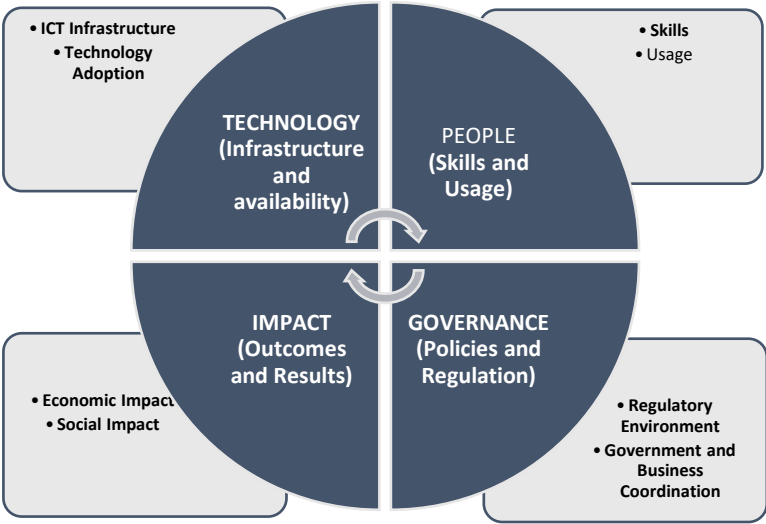 • ICT Infrastructure
• Technology
Adoption
• Skills
• Usage
TECHNOLOGY
(Infrastructure
and
availability)
PEOPLE
(Skills and
Usage)
IMPACT
(Outcomes
and Results)
GOVERNANCE
(Policies and
Regulation)
• Economic Impact
• Social Impact
• Regulatory
Environment
• Government and
Business
Coordination